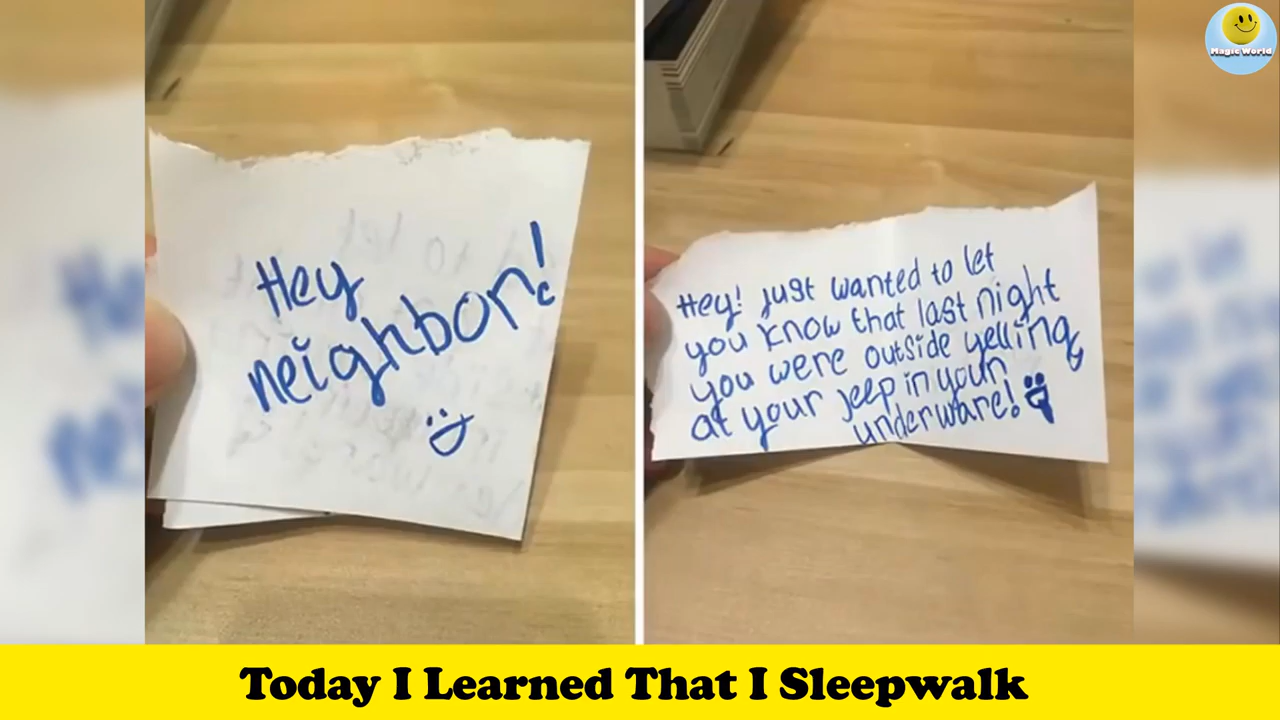 Magic World
Hey
neighbor!
Hey! Just wanted to let
you know that last night
you were outside yelling
at your jeep in your
underware!
Today I Learned That I Sleepwalk